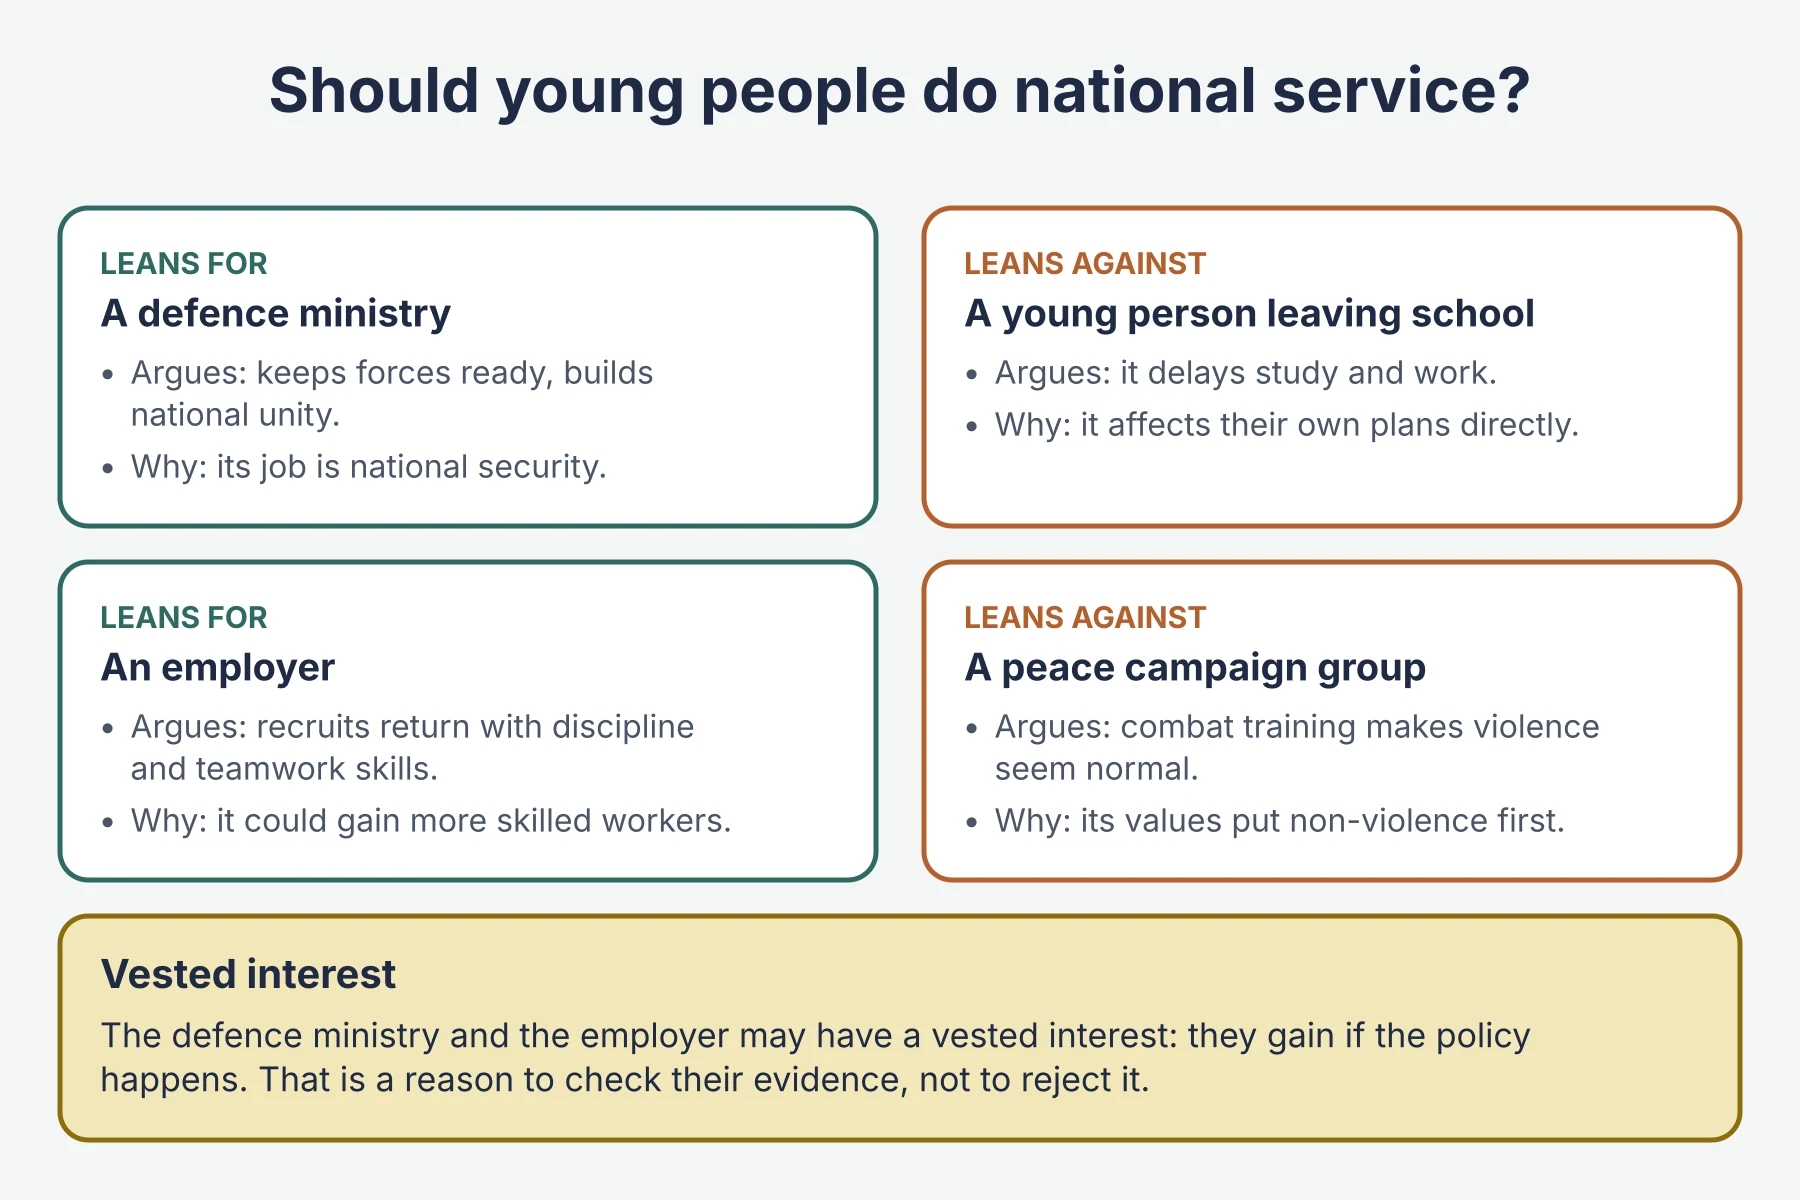 Should young people do national service?
LEANS FOR
A defence ministry
• Argues: keeps forces ready, builds
national unity.
• Why: its job is national security.
LEANS AGAINST
A young person leaving school
• Argues: it delays study and work.
• Why: it affects their own plans directly.
LEANS FOR
An employer
• Argues: recruits return with discipline
and teamwork skills.
• Why: it could gain more skilled workers.
LEANS AGAINST
A peace campaign group
• Argues: combat training makes violence
seem normal.
• Why: its values put non-violence first.
Vested interest
The defence ministry and the employer may have a vested interest: they gain if the policy
happens. That is a reason to check their evidence, not to reject it.